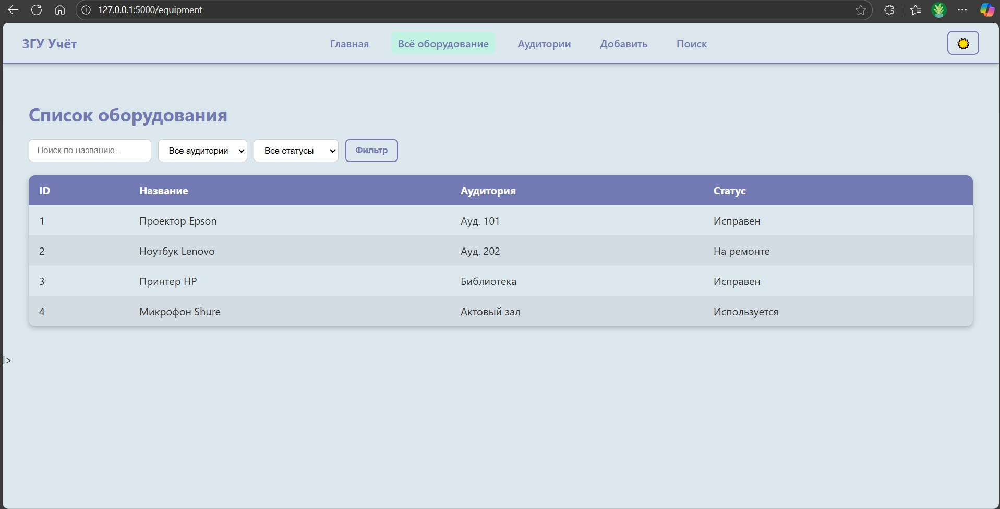 127.0.0.1:5000/equipment
ЗГУ Учёт Главная Всё оборудование Аудитории Добавить Поиск
Список оборудования
Поиск по названию... Все аудитории Все статусы Фильтр
ID Название Аудитория Статус
1 Проектор Epson Ауд. 101 Исправен
2 Ноутбук Lenovo Ауд. 202 На ремонте
3 Принтер HP Библиотека Исправен
4 Микрофон Shure Актовый зал Используется
|>